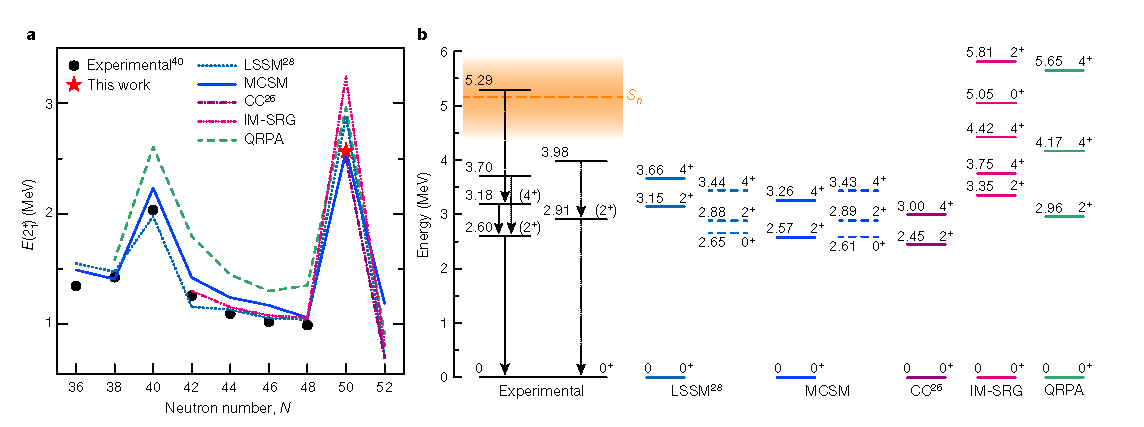 a
Experimental⁴⁰
This work
LSSM²⁸
MCSM
CC²⁶
IM-SRG
QRPA
3
2
1
E(2⁺₁) (MeV)
36 38 40 42 44 46 48 50 52
Neutron number, N
b
6
5
4
3
2
1
0
Energy (MeV)
Sₙ
5.29
3.98
3.70
3.18 (4⁺)
2.91 (2⁺)
2.60 (2⁺)
0 0⁺
Experimental
3.66 4⁺
3.15 2⁺
3.44 4⁺
2.88 2⁺
2.65 0⁺
0 0⁺
LSSM²⁸
3.26 4⁺
2.57 2⁺
3.43 4⁺
2.89 2⁺
2.61 0⁺
0 0⁺
MCSM
3.00 4⁺
2.45 2⁺
0 0⁺
CC²⁶
5.81 2⁺
5.05 0⁺
4.42 4⁺
3.75 4⁺
3.35 2⁺
0 0⁺
IM-SRG
5.65 4⁺
4.17 4⁺
2.96 2⁺
0 0⁺
QRPA